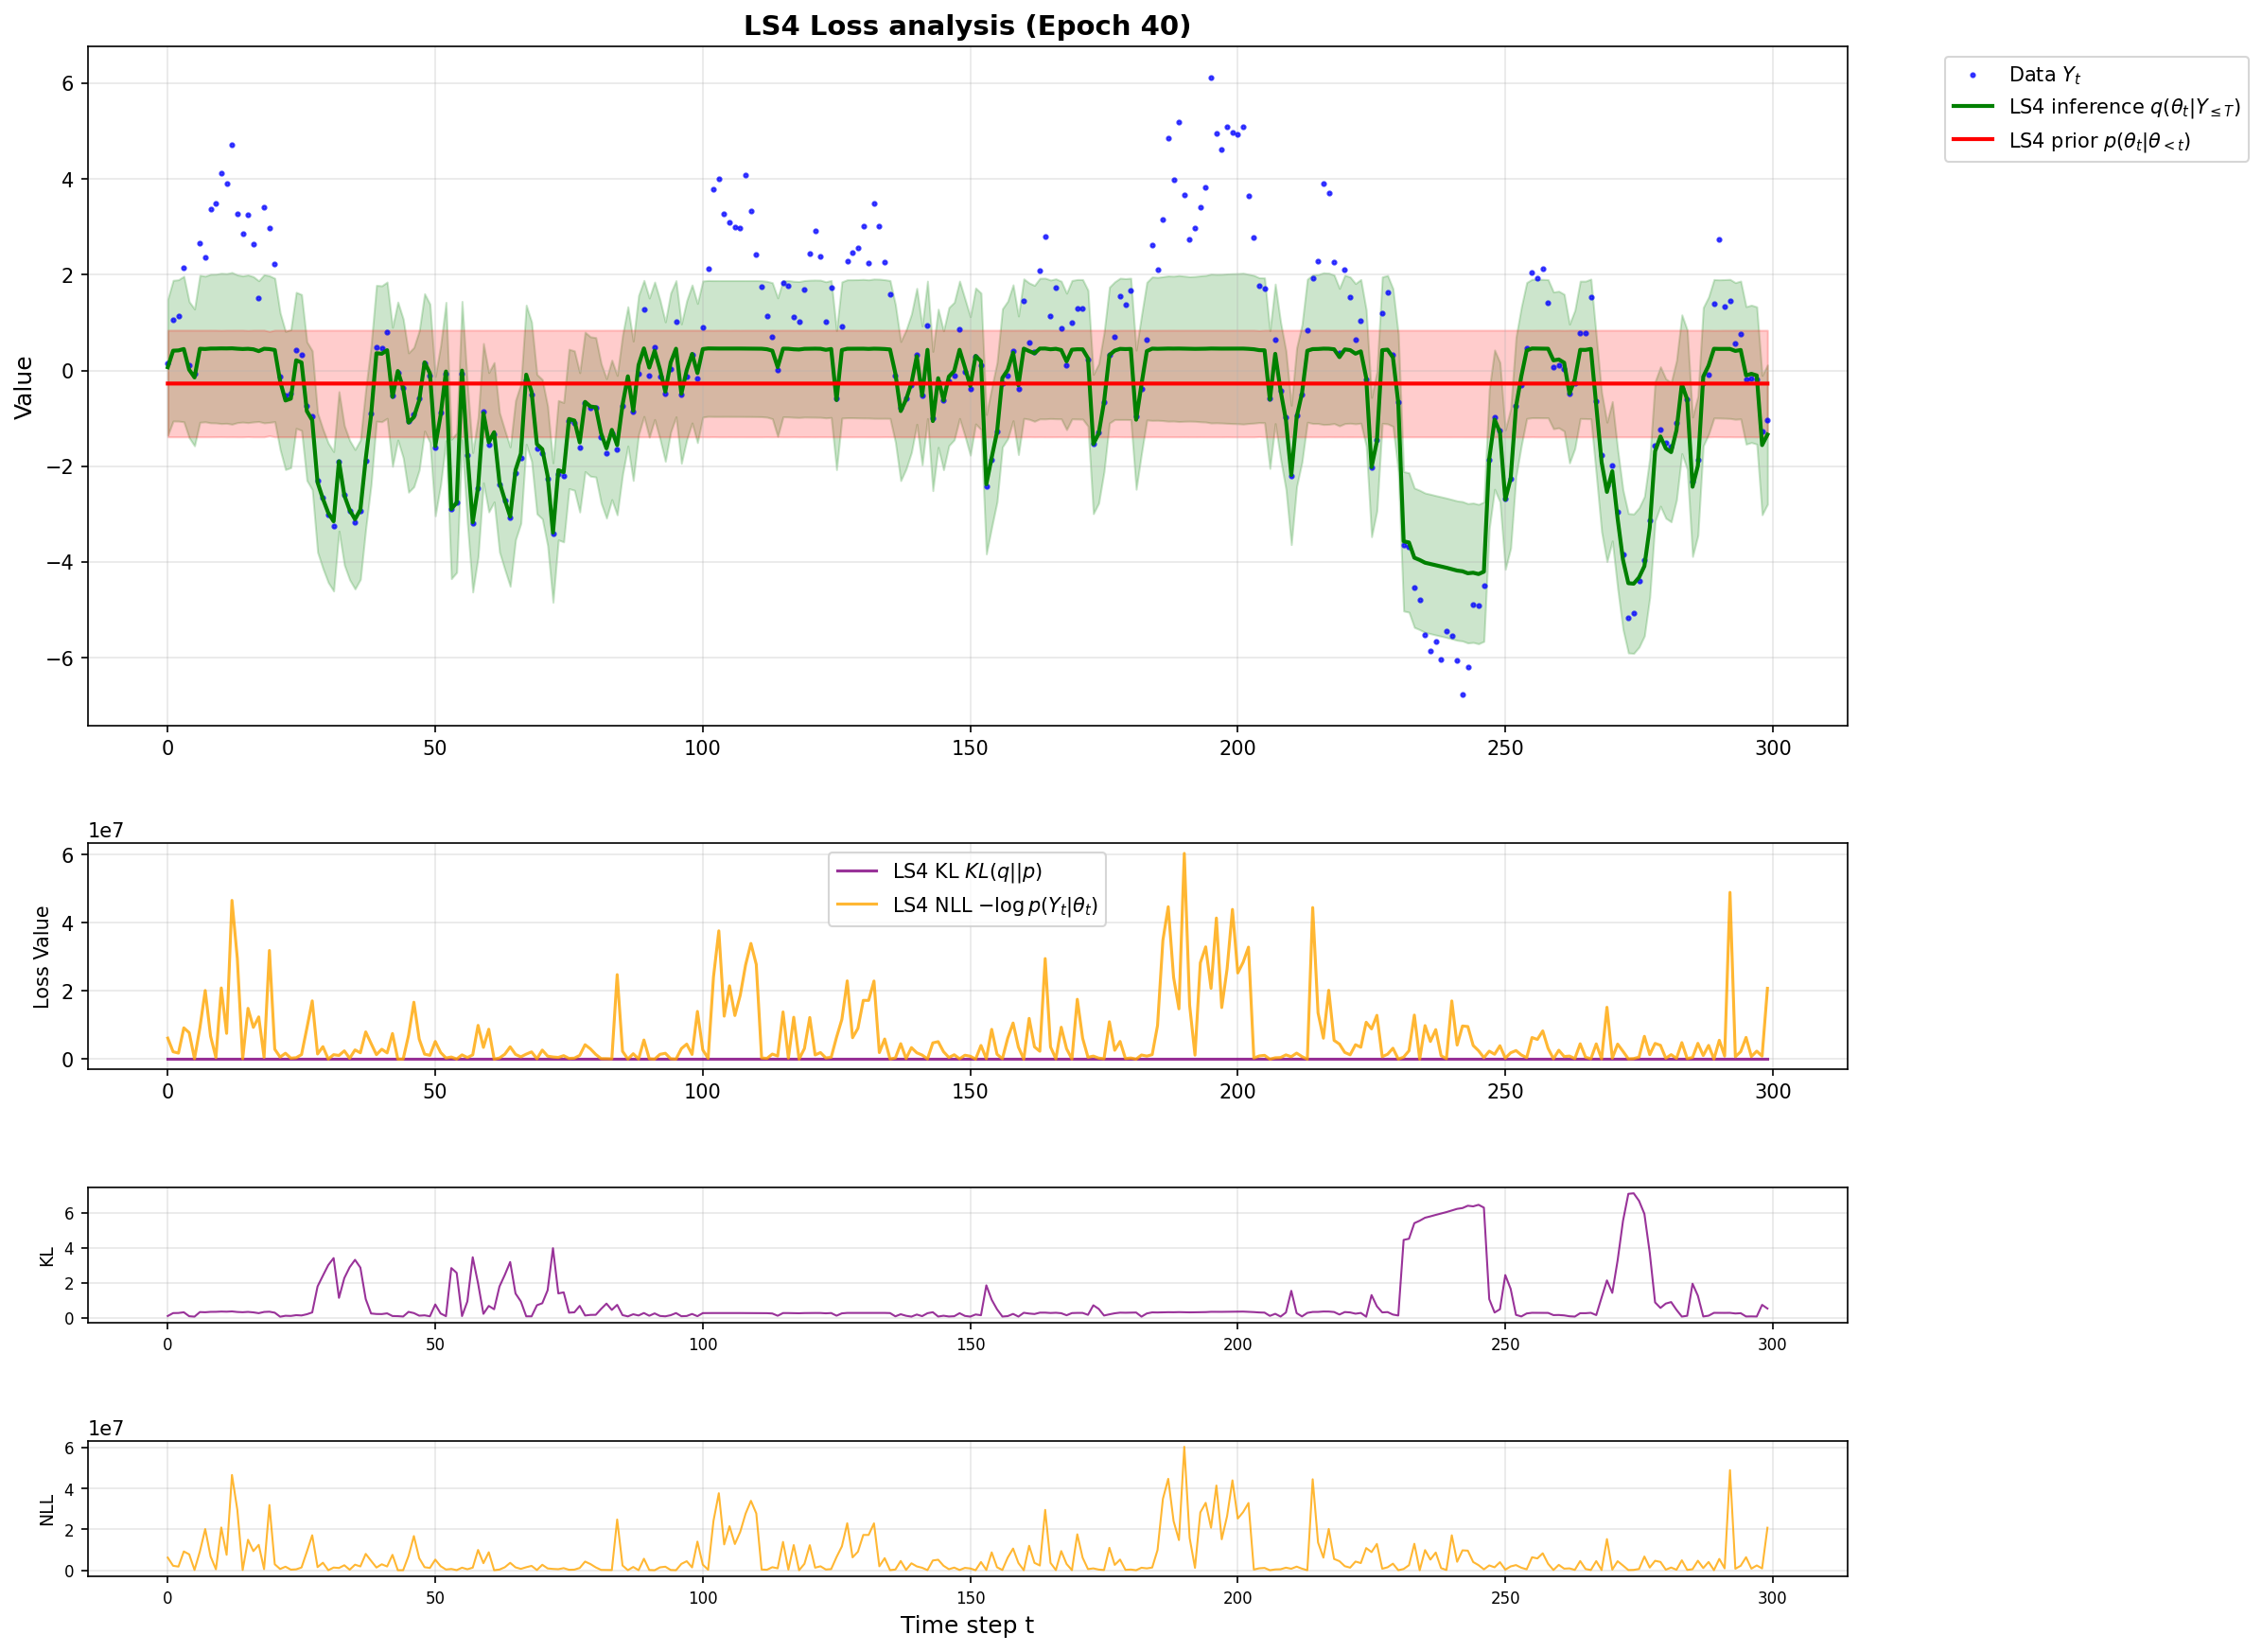 LS4 Loss analysis (Epoch 40)
Value
6
4
2
0
−2
−4
−6
0 50 100 150 200 250 300
Data Y_t
LS4 inference q(θ_t|Y_{≤T})
LS4 prior p(θ_t|θ_{<t})
1e7
Loss Value
6
4
2
0
LS4 KL KL(q||p)
LS4 NLL −log p(Y_t|θ_t)
0 50 100 150 200 250 300
KL
6
4
2
0
0 50 100 150 200 250 300
1e7
NLL
6
4
2
0
0 50 100 150 200 250 300
Time step t